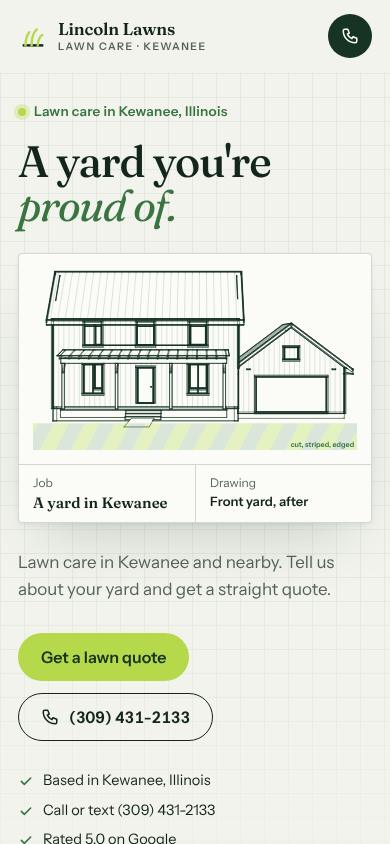 Lincoln Lawns
LAWN CARE · KEWANEE
Lawn care in Kewanee, Illinois
A yard you're
proud of.
cut, striped, edged
Job
A yard in Kewanee
Drawing
Front yard, after
Lawn care in Kewanee and nearby. Tell us
about your yard and get a straight quote.
Get a lawn quote
(309) 431-2133
Based in Kewanee, Illinois
Call or text (309) 431-2133
Rated 5.0 on Google